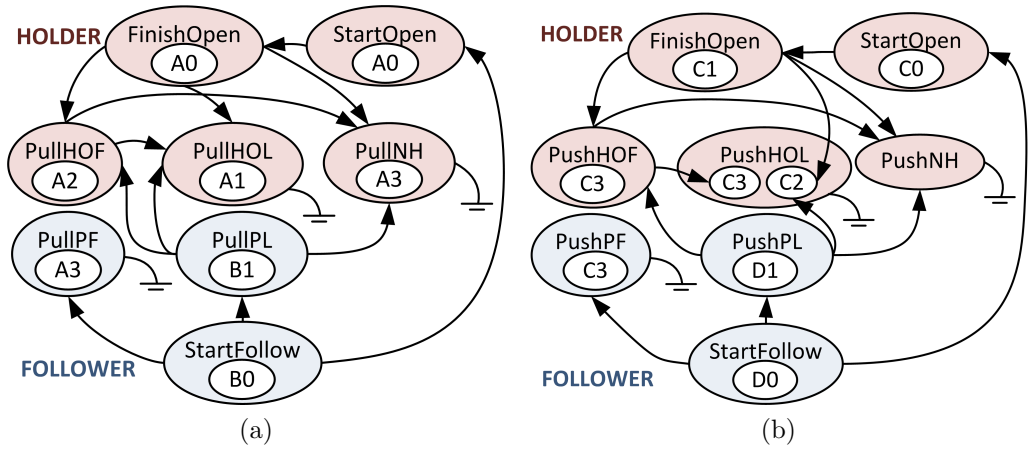 HOLDER
FinishOpen
A0
StartOpen
A0
PullHOF
A2
PullHOL
A1
PullNH
A3
PullPF
A3
PullPL
B1
StartFollow
B0
FOLLOWER
(a)
HOLDER
FinishOpen
C1
StartOpen
C0
PushHOF
C3
PushHOL
C3 C2
PushNH
PushPF
C3
PushPL
D1
StartFollow
D0
FOLLOWER
(b)